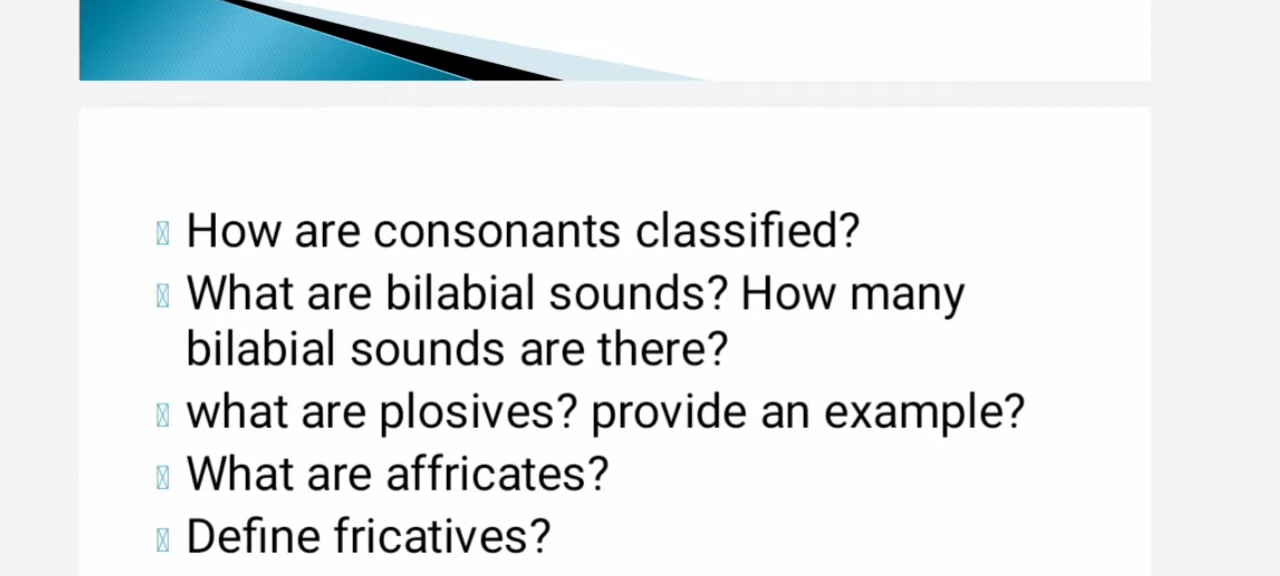 How are consonants classified?
What are bilabial sounds? How many
bilabial sounds are there?
what are plosives? provide an example?
What are affricates?
Define fricatives?